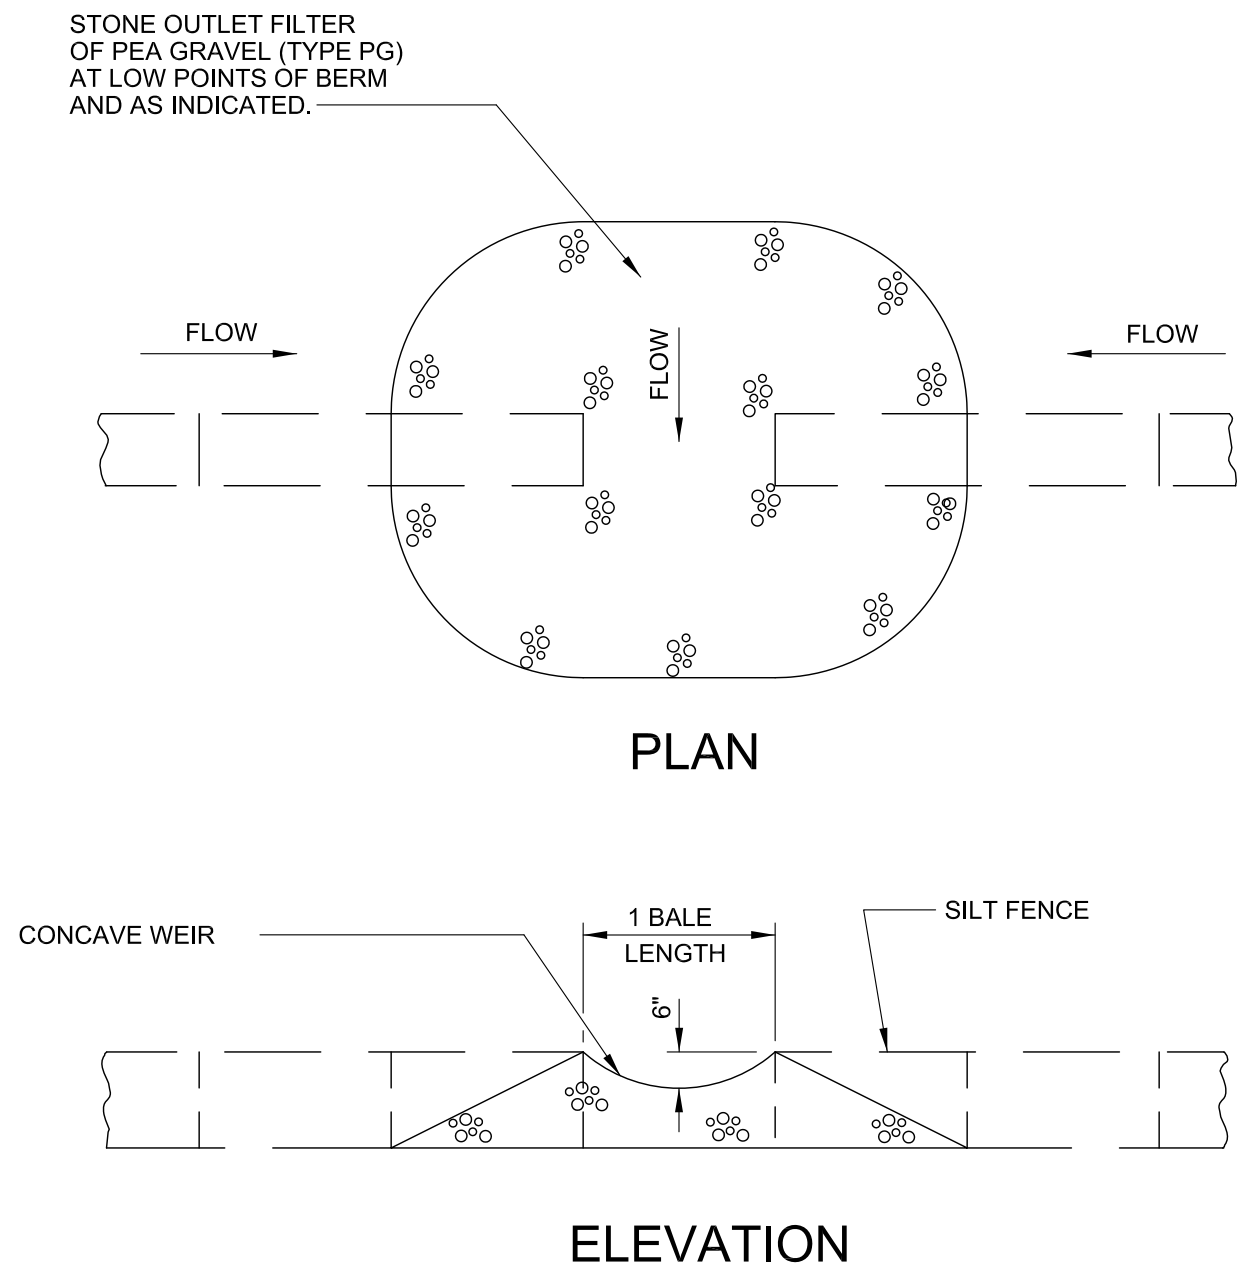 STONE OUTLET FILTER
OF PEA GRAVEL (TYPE PG)
AT LOW POINTS OF BERM
AND AS INDICATED.
FLOW
FLOW
FLOW
PLAN
CONCAVE WEIR
1 BALE
LENGTH
SILT FENCE
6"
ELEVATION